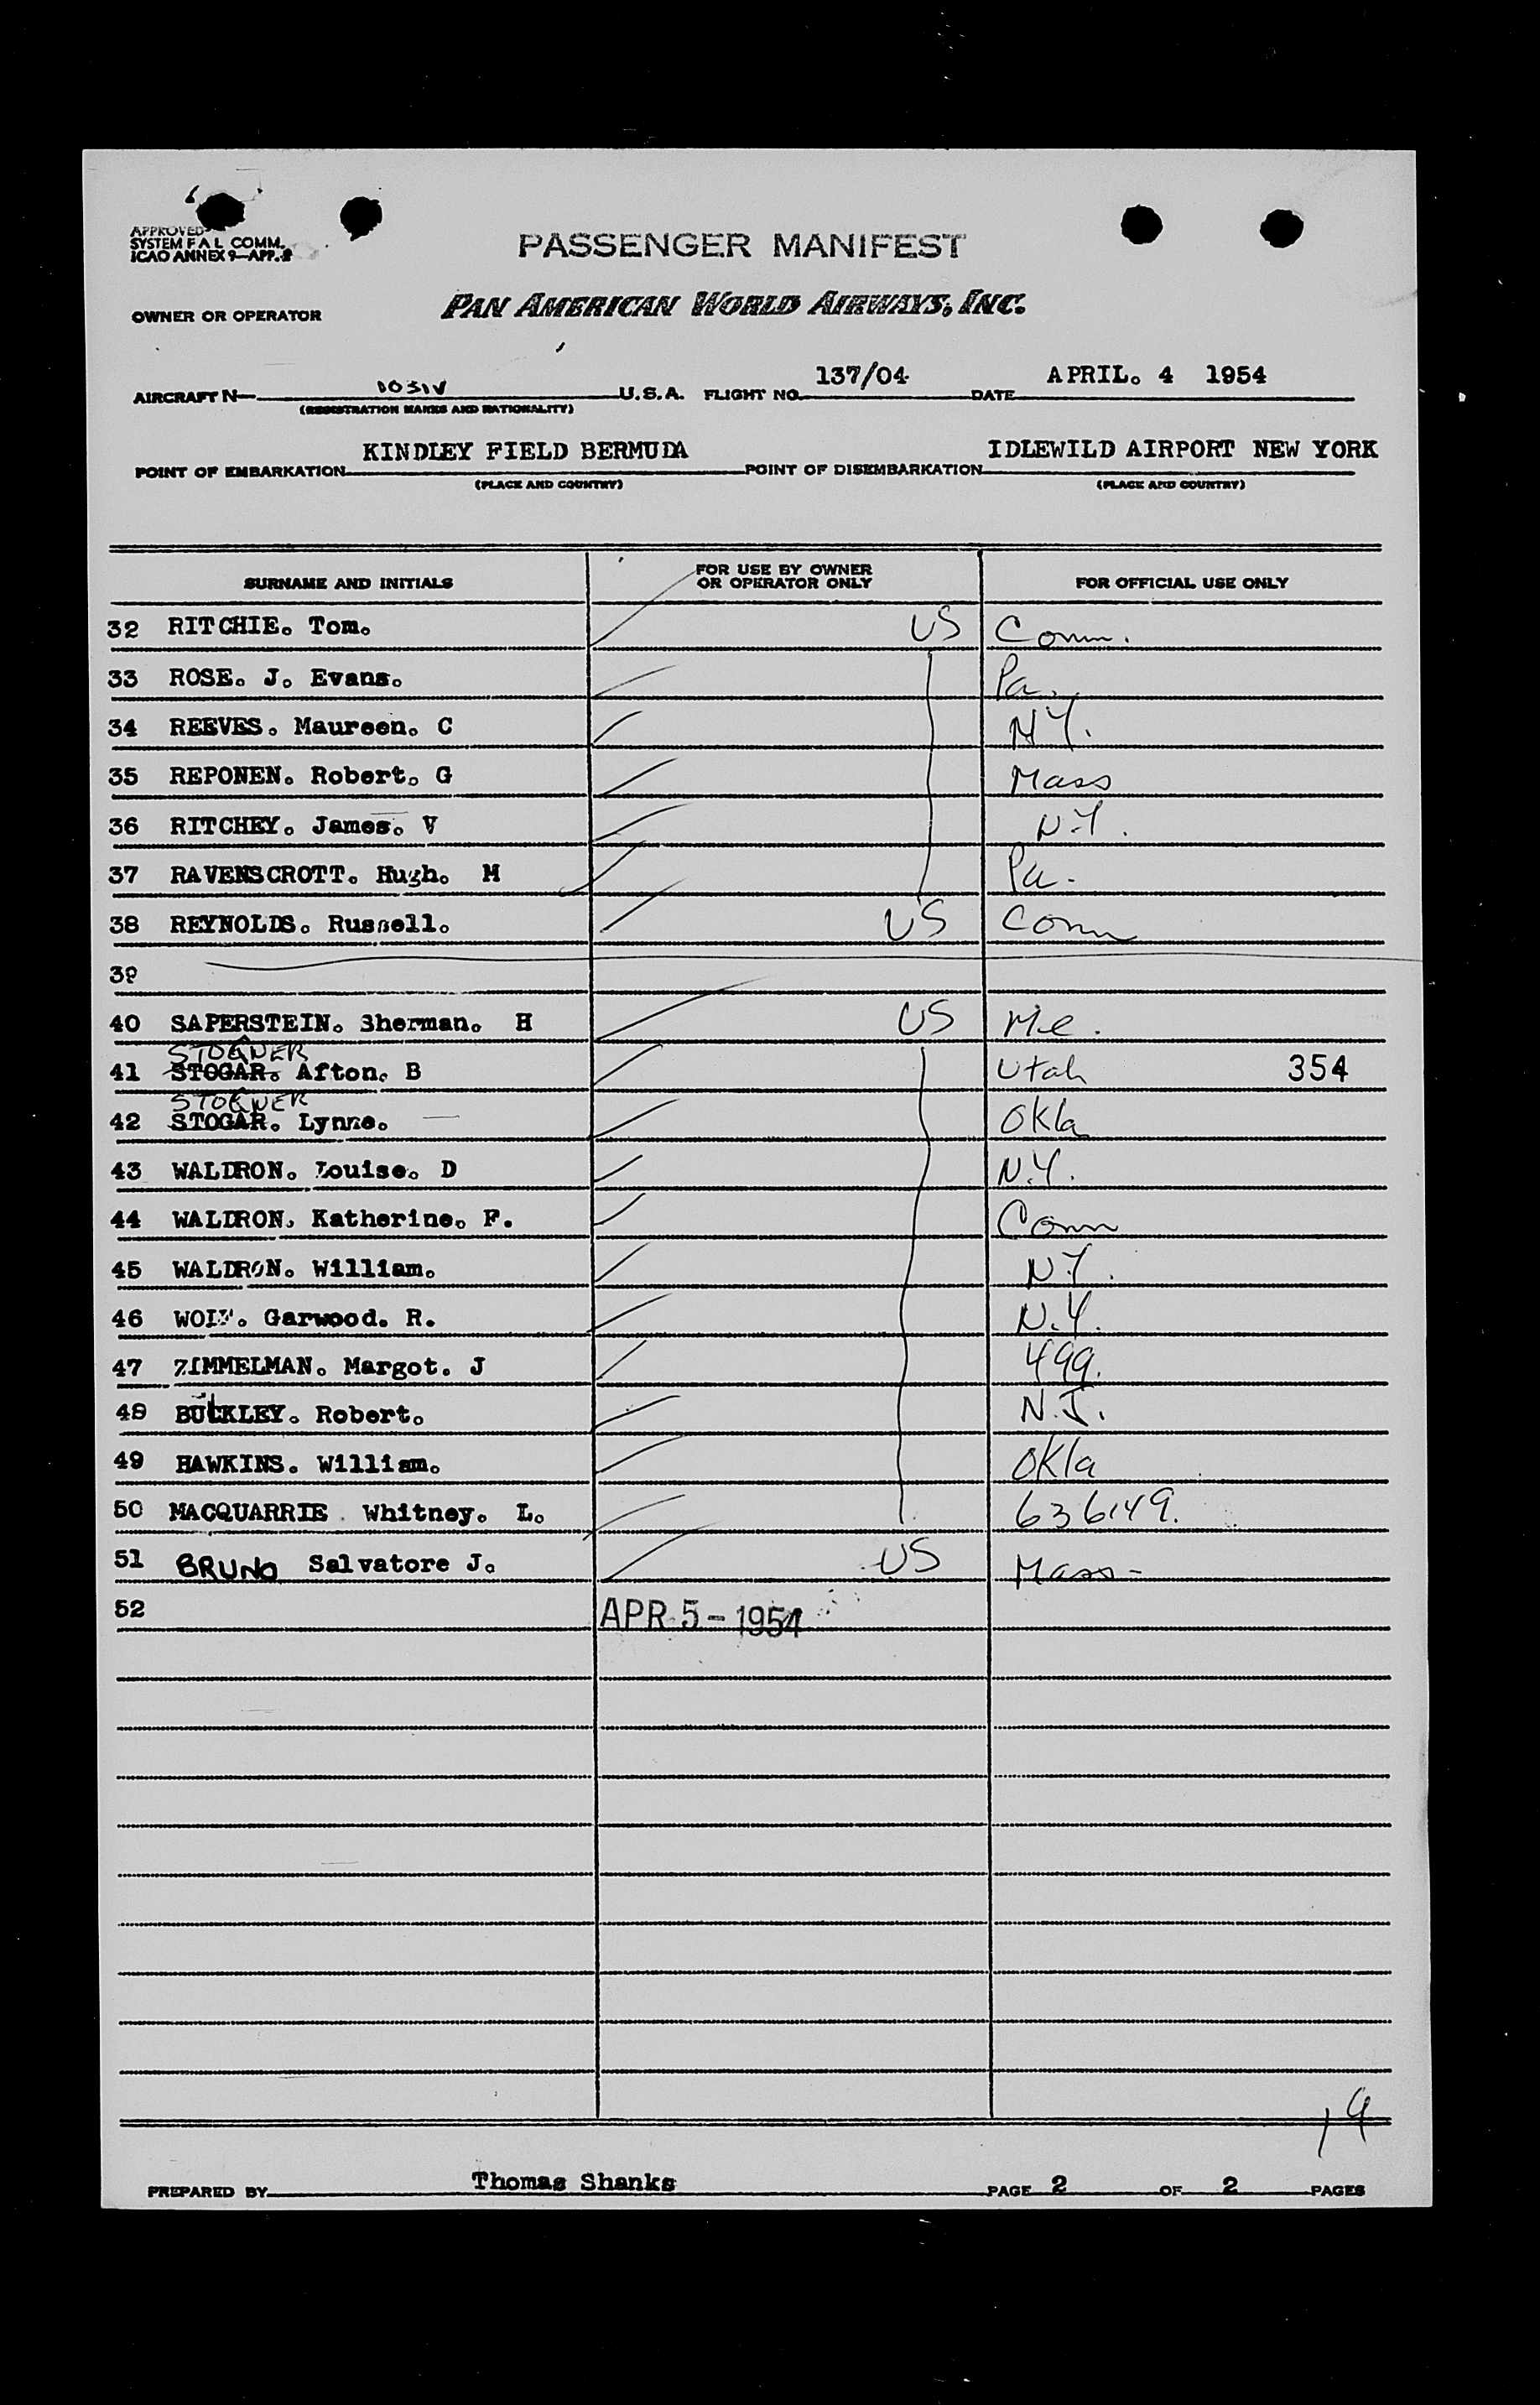 APPROVED
SYSTEM F A L COMM.
ICAO ANNEX 9—APP.
PASSENGER MANIFEST
OWNER OR OPERATOR PAN AMERICAN WORLD AIRWAYS, INC.
AIRCRAFT N— 1031V U.S.A. FLIGHT NO. 137/04 DATE APRIL. 4 1954
(REGISTRATION MARKS AND NATIONALITY)
POINT OF EMBARKATION KINDLEY FIELD BERMUDA POINT OF DISEMBARKATION IDLEWILD AIRPORT NEW YORK
(PLACE AND COUNTRY) (PLACE AND COUNTRY)
SURNAME AND INITIALS FOR USE BY OWNER OR OPERATOR ONLY FOR OFFICIAL USE ONLY
32 RITCHIE. Tom. US Conn.
33 ROSE. J. Evans. Pa.
34 REEVES. Maureen. C N.Y.
35 REPONEN. Robert. G Mass
36 RITCHEY. James. V N.Y.
37 RAVENSCROTT. Hugh. M Pa.
38 REYNOLDS. Russell. US Conn
39
40 SAPERSTEIN. Sherman. H US Me.
STOGNER
41 STOGAR. Afton. B Utah 354
STOGNER
42 STOGAR. Lynne. Okla
43 WALDRON. Louise. D N.Y.
44 WALDRON. Katherine. F. Conn
45 WALDRON. William. N.Y.
46 Garwood. R. N.Y.
47 ZIMMELMAN. Margot. J 499.
48 BUCKLEY. Robert. N.J.
49 HAWKINS. William. Okla
50 MACQUARRIE. Whitney. L. 636149.
51 BRUNO Salvatore J. US Mass -
52 APR 5 - 1954
19
PREPARED BY Thomas Shanks PAGE 2 OF 2 PAGES